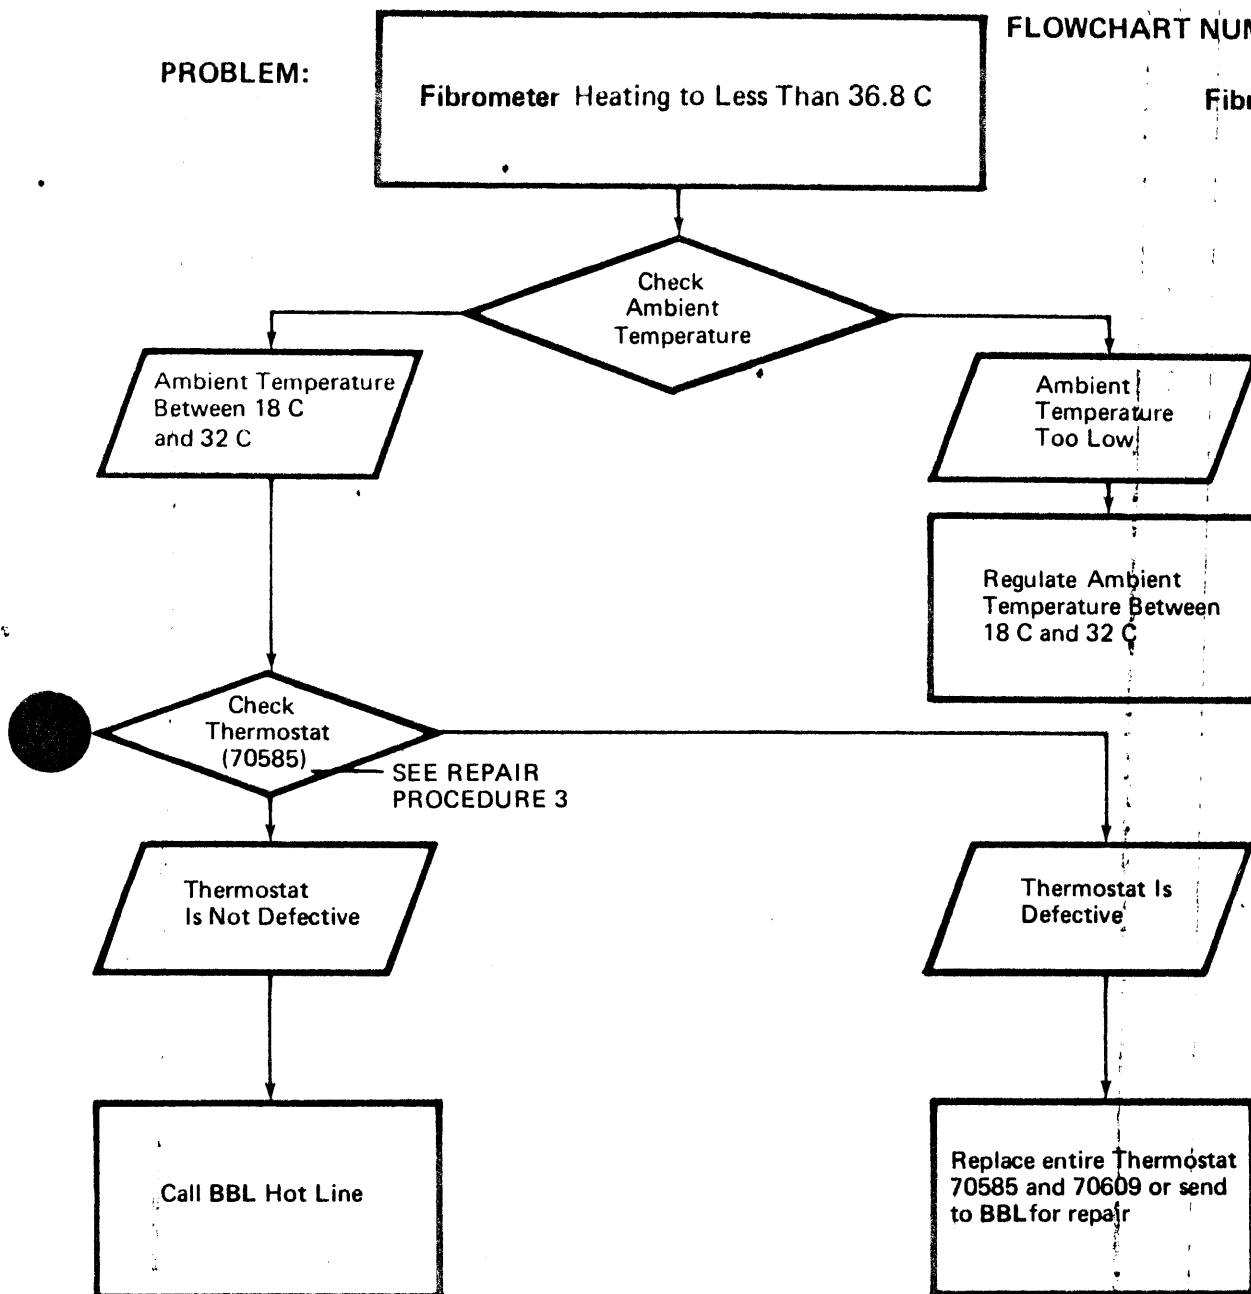 FLOWCHART
PROBLEM:
Fibrometer Heating to Less Than 36.8 C
Check
Ambient
Temperature
Ambient Temperature
Between 18 C
and 32 C
Ambient
Temperature
Too Low
Regulate Ambient
Temperature Between
18 C and 32 C
Check
Thermostat
(70585)
SEE REPAIR
PROCEDURE 3
Thermostat
Is Not Defective
Thermostat Is
Defective
Call BBL Hot Line
Replace entire Thermostat
70585 and 70609 or send
to BBL for repair